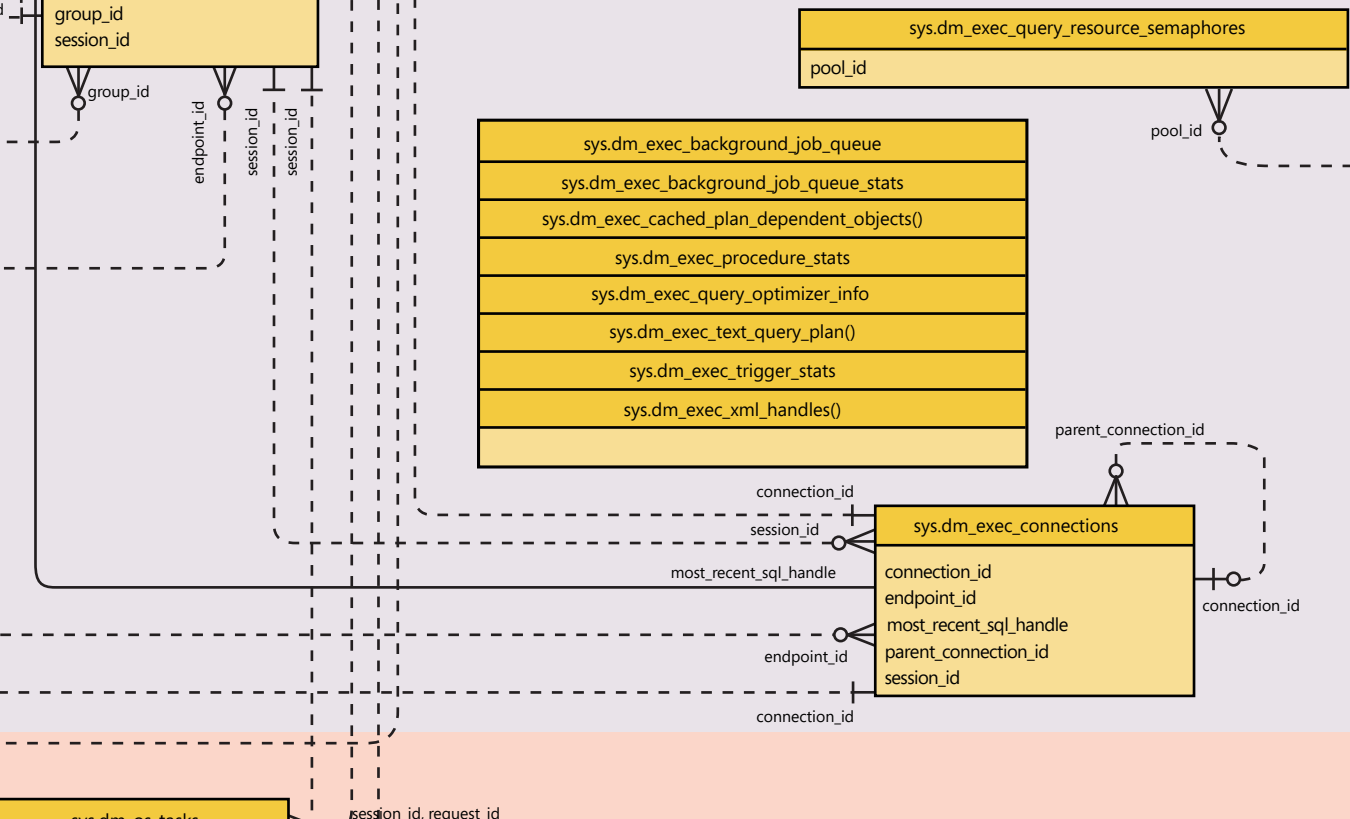 group_id
session_id
group_id
endpoint_id
session_id
session_id
sys.dm_exec_query_resource_semaphores
pool_id
pool_id
sys.dm_exec_background_job_queue
sys.dm_exec_background_job_queue_stats
sys.dm_exec_cached_plan_dependent_objects()
sys.dm_exec_procedure_stats
sys.dm_exec_query_optimizer_info
sys.dm_exec_text_query_plan()
sys.dm_exec_trigger_stats
sys.dm_exec_xml_handles()
parent_connection_id
connection_id
session_id
most_recent_sql_handle
endpoint_id
connection_id
sys.dm_exec_connections
connection_id
endpoint_id
most_recent_sql_handle
parent_connection_id
session_id
connection_id
sys.dm_os_tasks
session_id, request_id